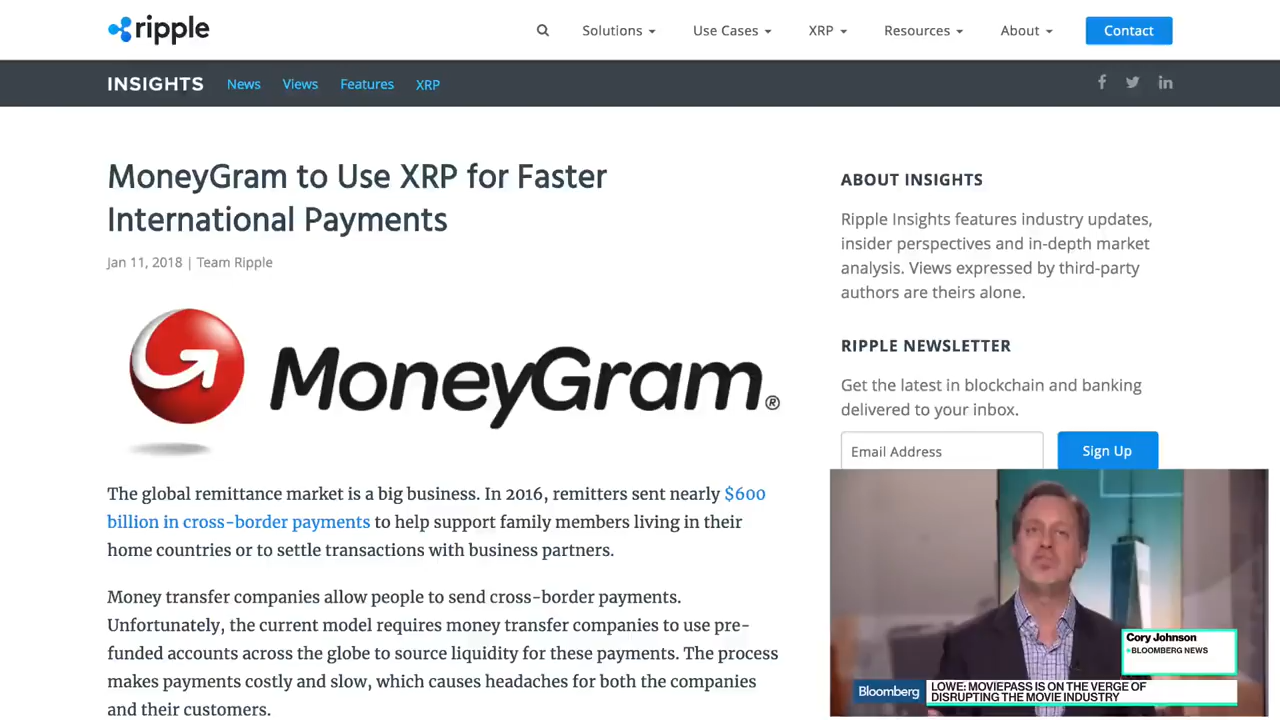 ripple
Solutions
Use Cases
XRP
Resources
About
Contact
INSIGHTS
News
Views
Features
XRP
MoneyGram to Use XRP for Faster
International Payments
Jan 11, 2018 | Team Ripple
MoneyGram®
The global remittance market is a big business. In 2016, remitters sent nearly $600
billion in cross-border payments to help support family members living in their
home countries or to settle transactions with business partners.
Money transfer companies allow people to send cross-border payments.
Unfortunately, the current model requires money transfer companies to use pre-
funded accounts across the globe to source liquidity for these payments. The process
makes payments costly and slow, which causes headaches for both the companies
and their customers.
ABOUT INSIGHTS
Ripple Insights features industry updates,
insider perspectives and in-depth market
analysis. Views expressed by third-party
authors are theirs alone.
RIPPLE NEWSLETTER
Get the latest in blockchain and banking
delivered to your inbox.
Email Address
Sign Up
Cory Johnson
BLOOMBERG NEWS
Bloomberg
LOWE: MOVIEPASS IS ON THE VERGE OF
DISRUPTING THE MOVIE INDUSTRY